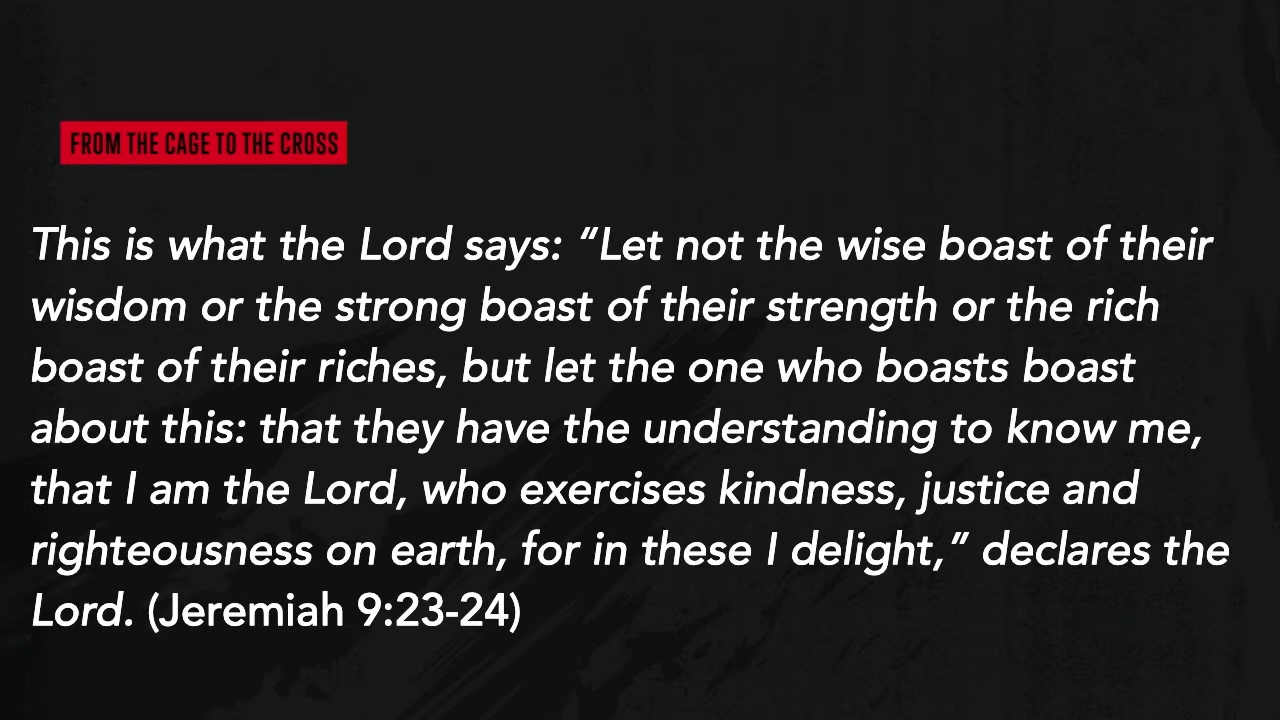 FROM THE CAGE TO THE CROSS
This is what the Lord says: “Let not the wise boast of their
wisdom or the strong boast of their strength or the rich
boast of their riches, but let the one who boasts boast
about this: that they have the understanding to know me,
that I am the Lord, who exercises kindness, justice and
righteousness on earth, for in these I delight,” declares the
Lord. (Jeremiah 9:23-24)